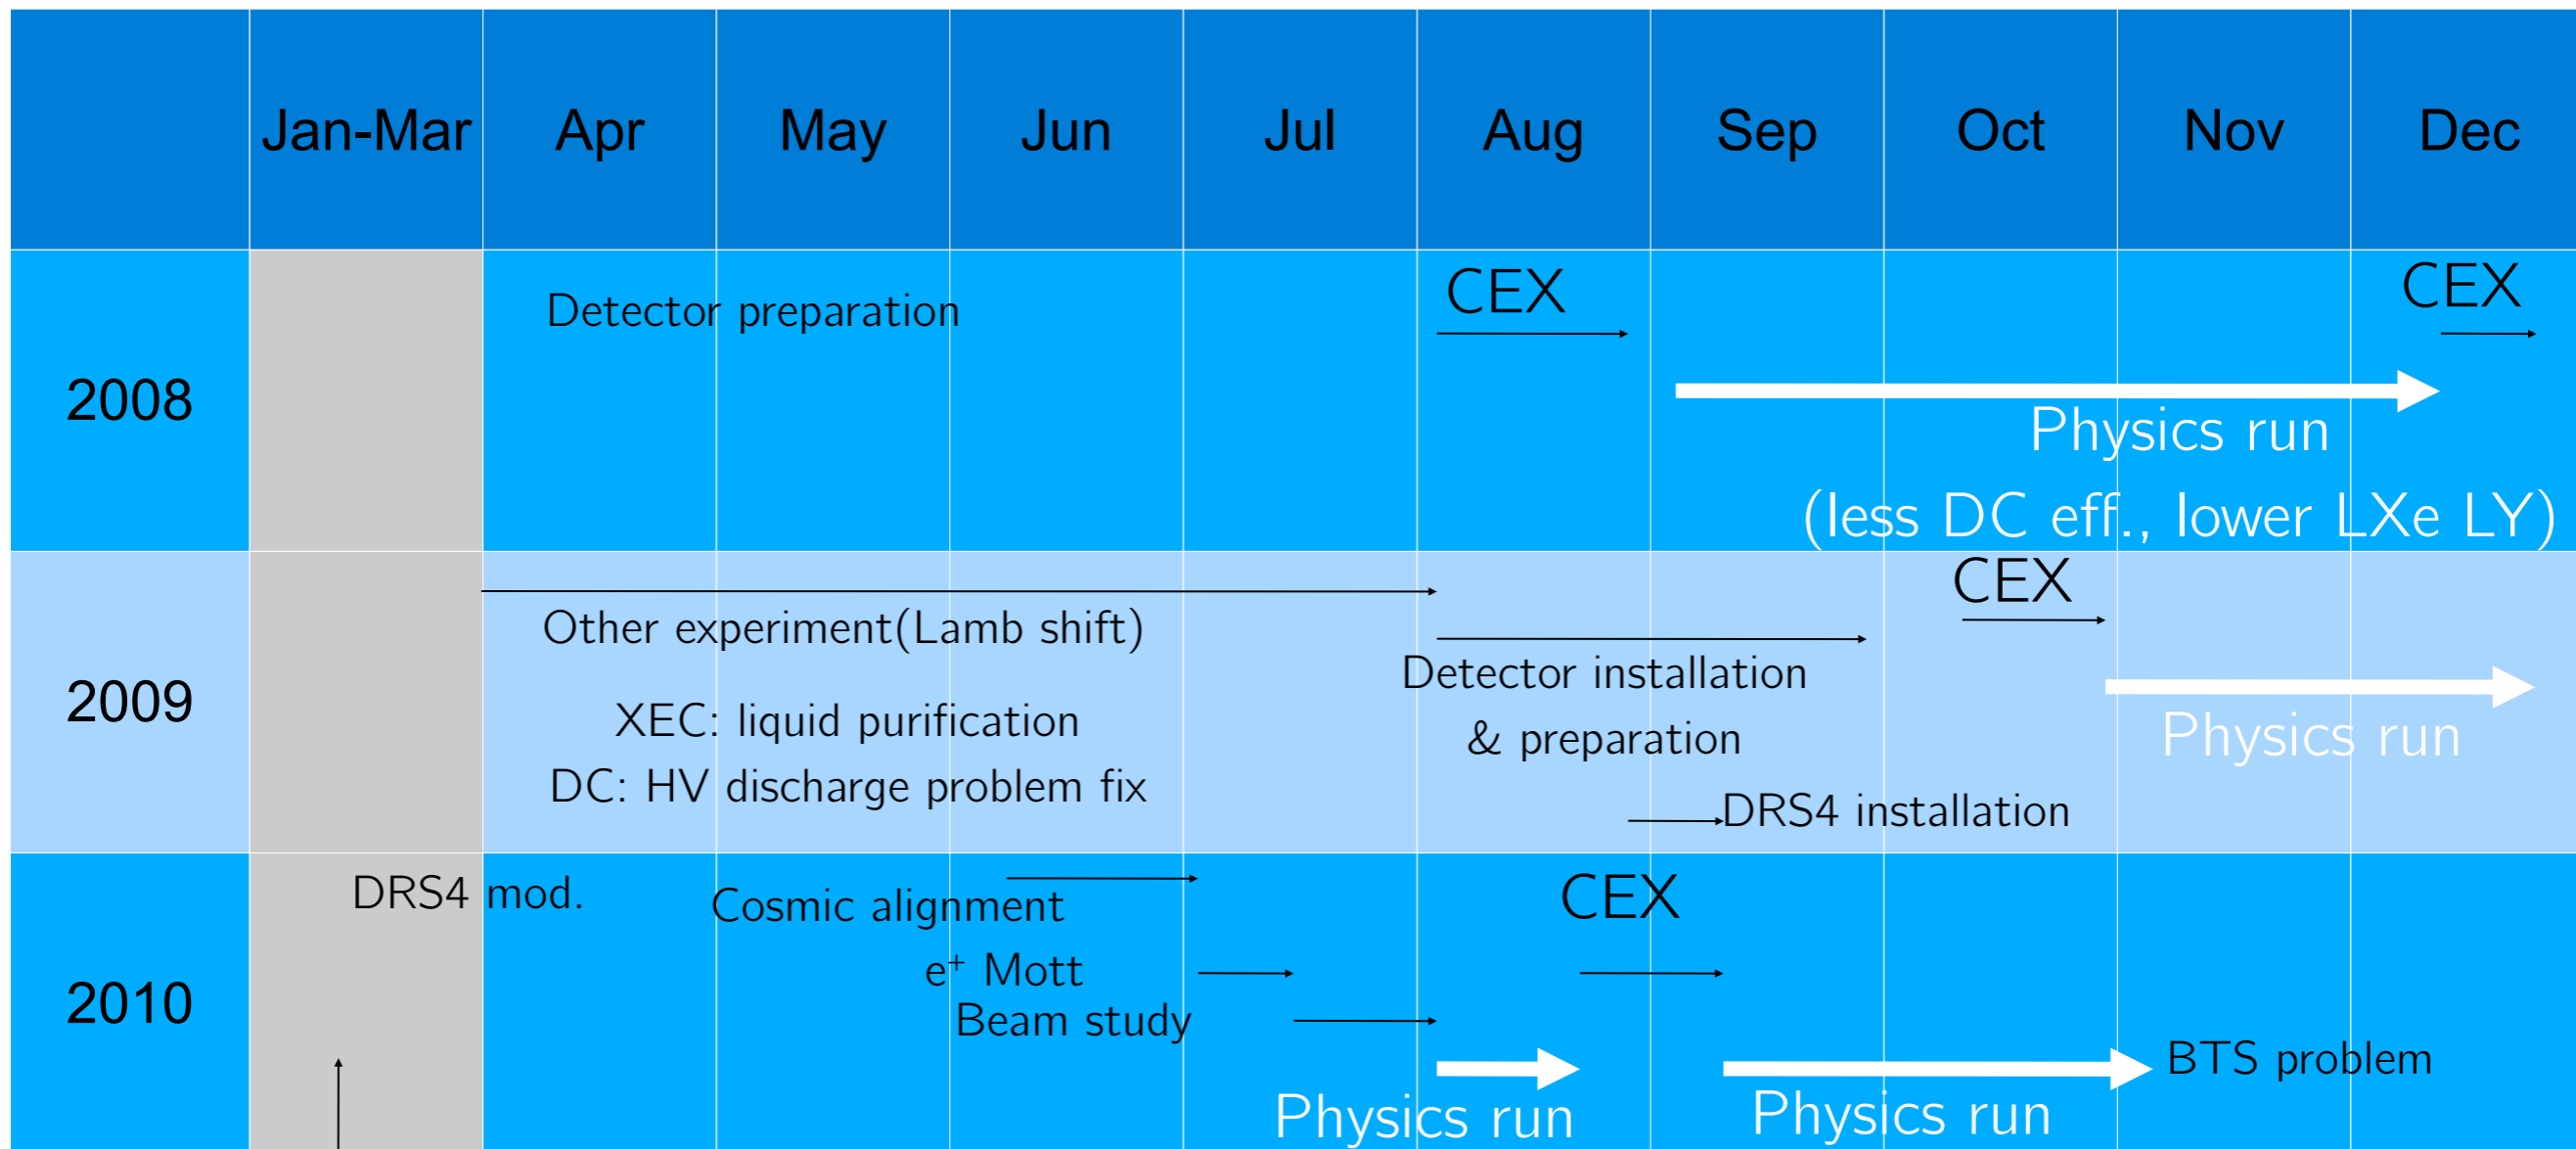 Jan-Mar Apr May Jun Jul Aug Sep Oct Nov Dec
2008
Detector preparation
CEX
CEX
Physics run
(less DC eff., lower LXe LY)
2009
Other experiment(Lamb shift)
XEC: liquid purification
DC: HV discharge problem fix
Detector installation
& preparation
DRS4 installation
CEX
Physics run
2010
DRS4 mod.
Cosmic alignment
e⁺ Mott
Beam study
CEX
Physics run
Physics run
BTS problem